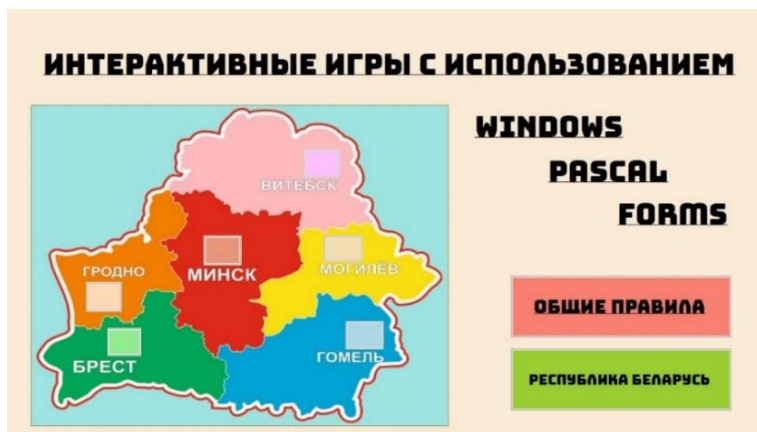 ИНТЕРАКТИВНЫЕ ИГРЫ С ИСПОЛЬЗОВАНИЕМ
WINDOWS
PASCAL
FORMS
ВИТЕБСК
ГРОДНО
МИНСК
МОГИЛЁВ
БРЕСТ
ГОМЕЛЬ
ОБЩИЕ ПРАВИЛА
РЕСПУБЛИКА БЕЛАРУСЬ